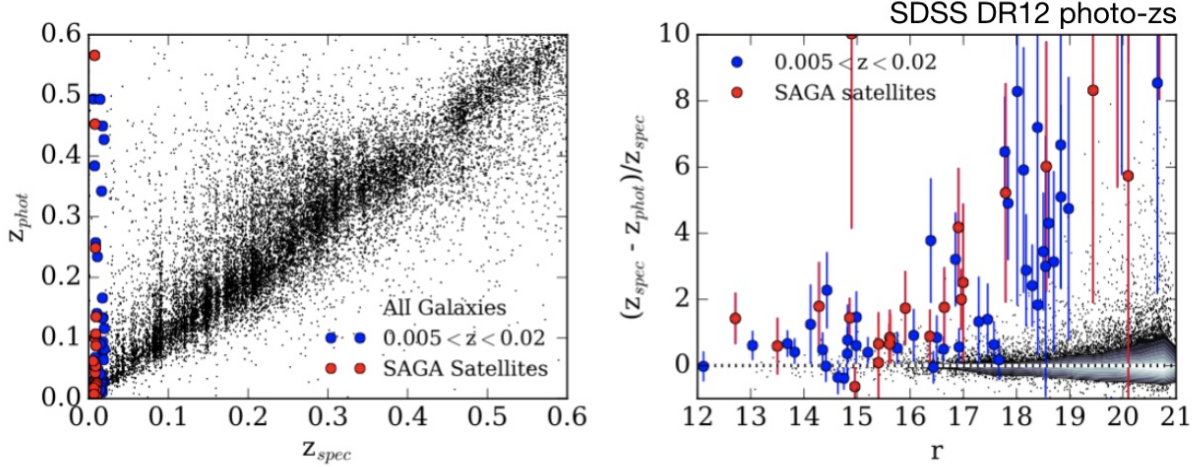 SDSS DR12 photo-zs
0.6
0.5
0.4
0.3
0.2
0.1
0.0
z_phot
0.0 0.1 0.2 0.3 0.4 0.5 0.6
z_spec
All Galaxies
0.005 < z < 0.02
SAGA Satellites
10
8
6
4
2
0
(z_spec - z_phot)/z_spec
12 13 14 15 16 17 18 19 20 21
r
0.005 < z < 0.02
SAGA satellites